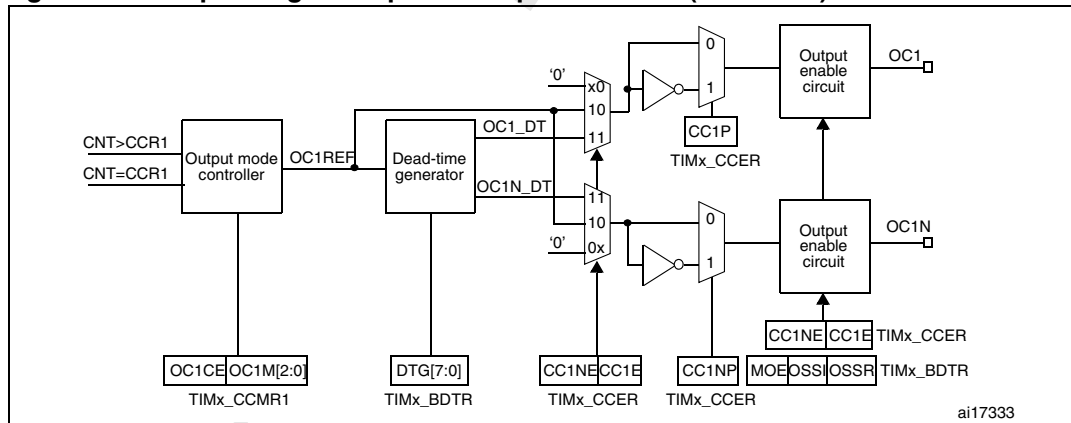 ‘0’
x0
10
11
0
1
CC1P
TIMx_CCER
Output
enable
circuit
OC1
CNT>CCR1
CNT=CCR1
Output mode
controller
OC1REF
Dead-time
generator
OC1_DT
OC1N_DT
11
10
0x
‘0’
0
1
Output
enable
circuit
OC1N
CC1NE CC1E TIMx_CCER
OC1CE OC1M[2:0]
TIMx_CCMR1
DTG[7:0]
TIMx_BDTR
CC1NE CC1E
TIMx_CCER
CC1NP
TIMx_CCER
MOE OSSI OSSR TIMx_BDTR
ai17333